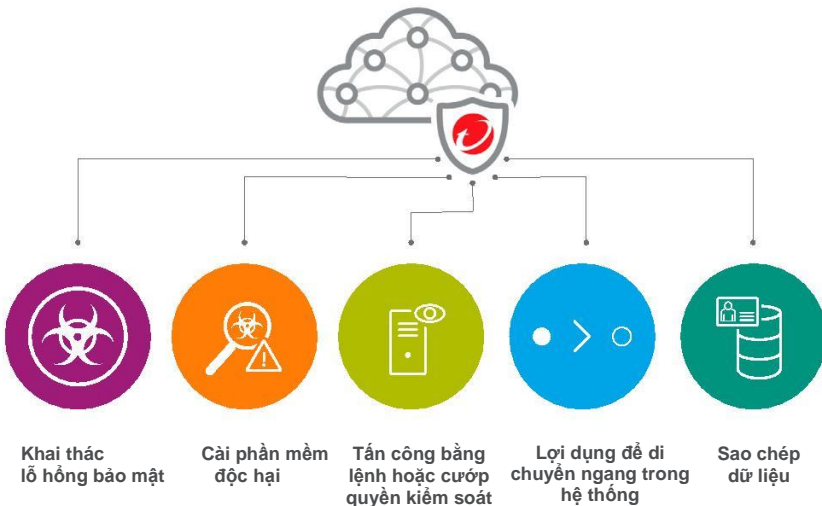 Khai thác
lỗ hổng bảo mật
Cài phần mềm
độc hại
Tấn công bằng
lệnh hoặc cướp
quyền kiểm soát
Lợi dụng để di
chuyển ngang trong
hệ thống
Sao chép
dữ liệu